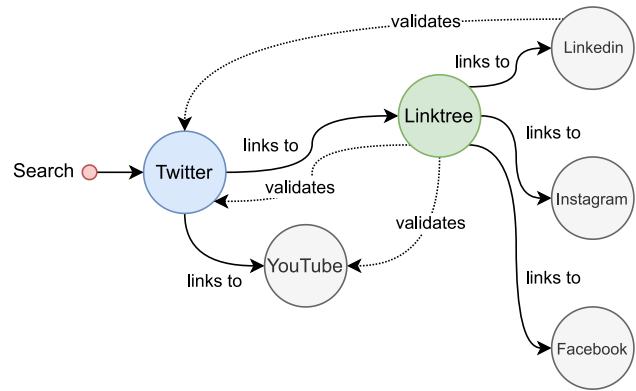 validates
Linkedin
links to
Linktree
links to
links to
Search
Twitter
validates
Instagram
validates
YouTube
links to
links to
Facebook